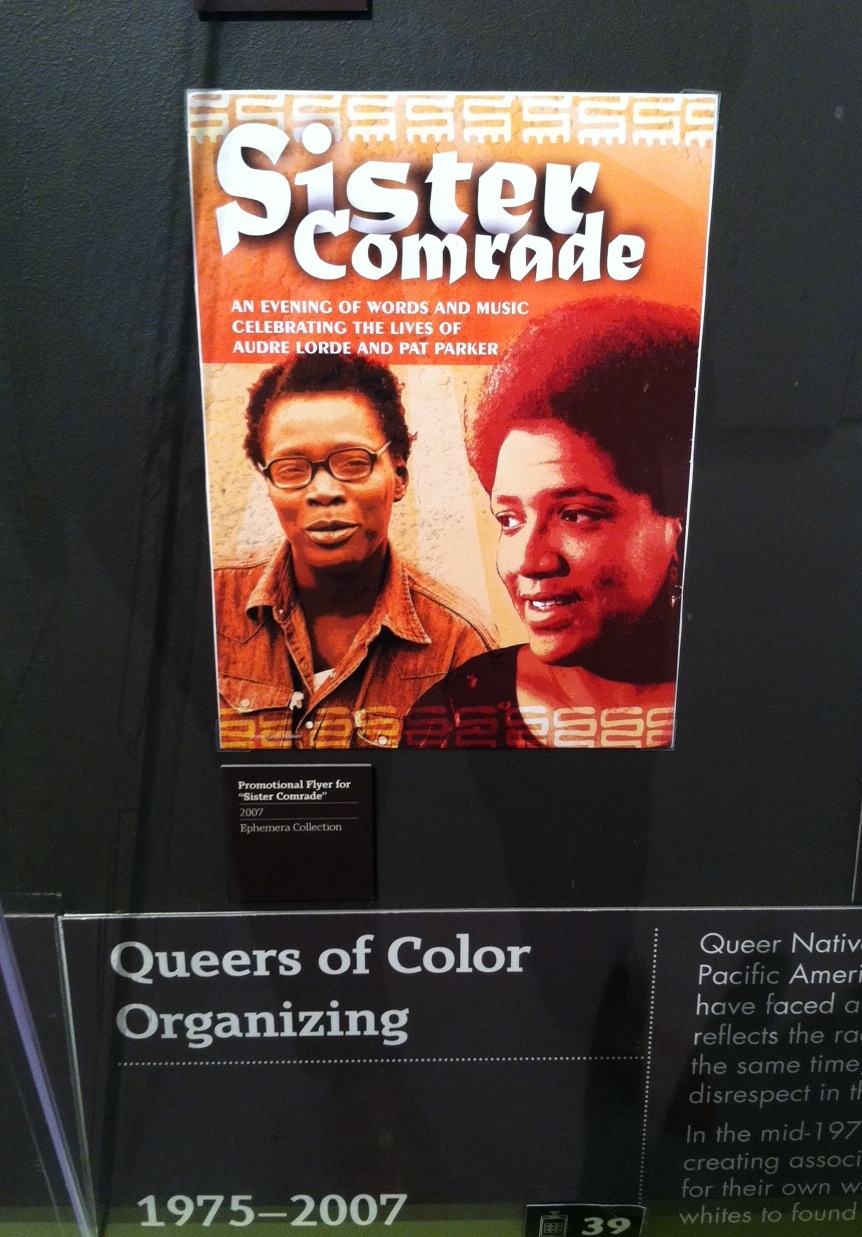 Sister
Comrade
AN EVENING OF WORDS AND MUSIC
CELEBRATING THE LIVES OF
AUDRE LORDE AND PAT PARKER
Promotional Flyer for
"Sister Comrade"
2007
Ephemera Collection
Queers of Color
Organizing
1975–2007
39
Queer Nativ
Pacific Ameri
have faced a
reflects the ra
the same time,
disrespect in th
In the mid-197
creating associ
for their own w
whites to found